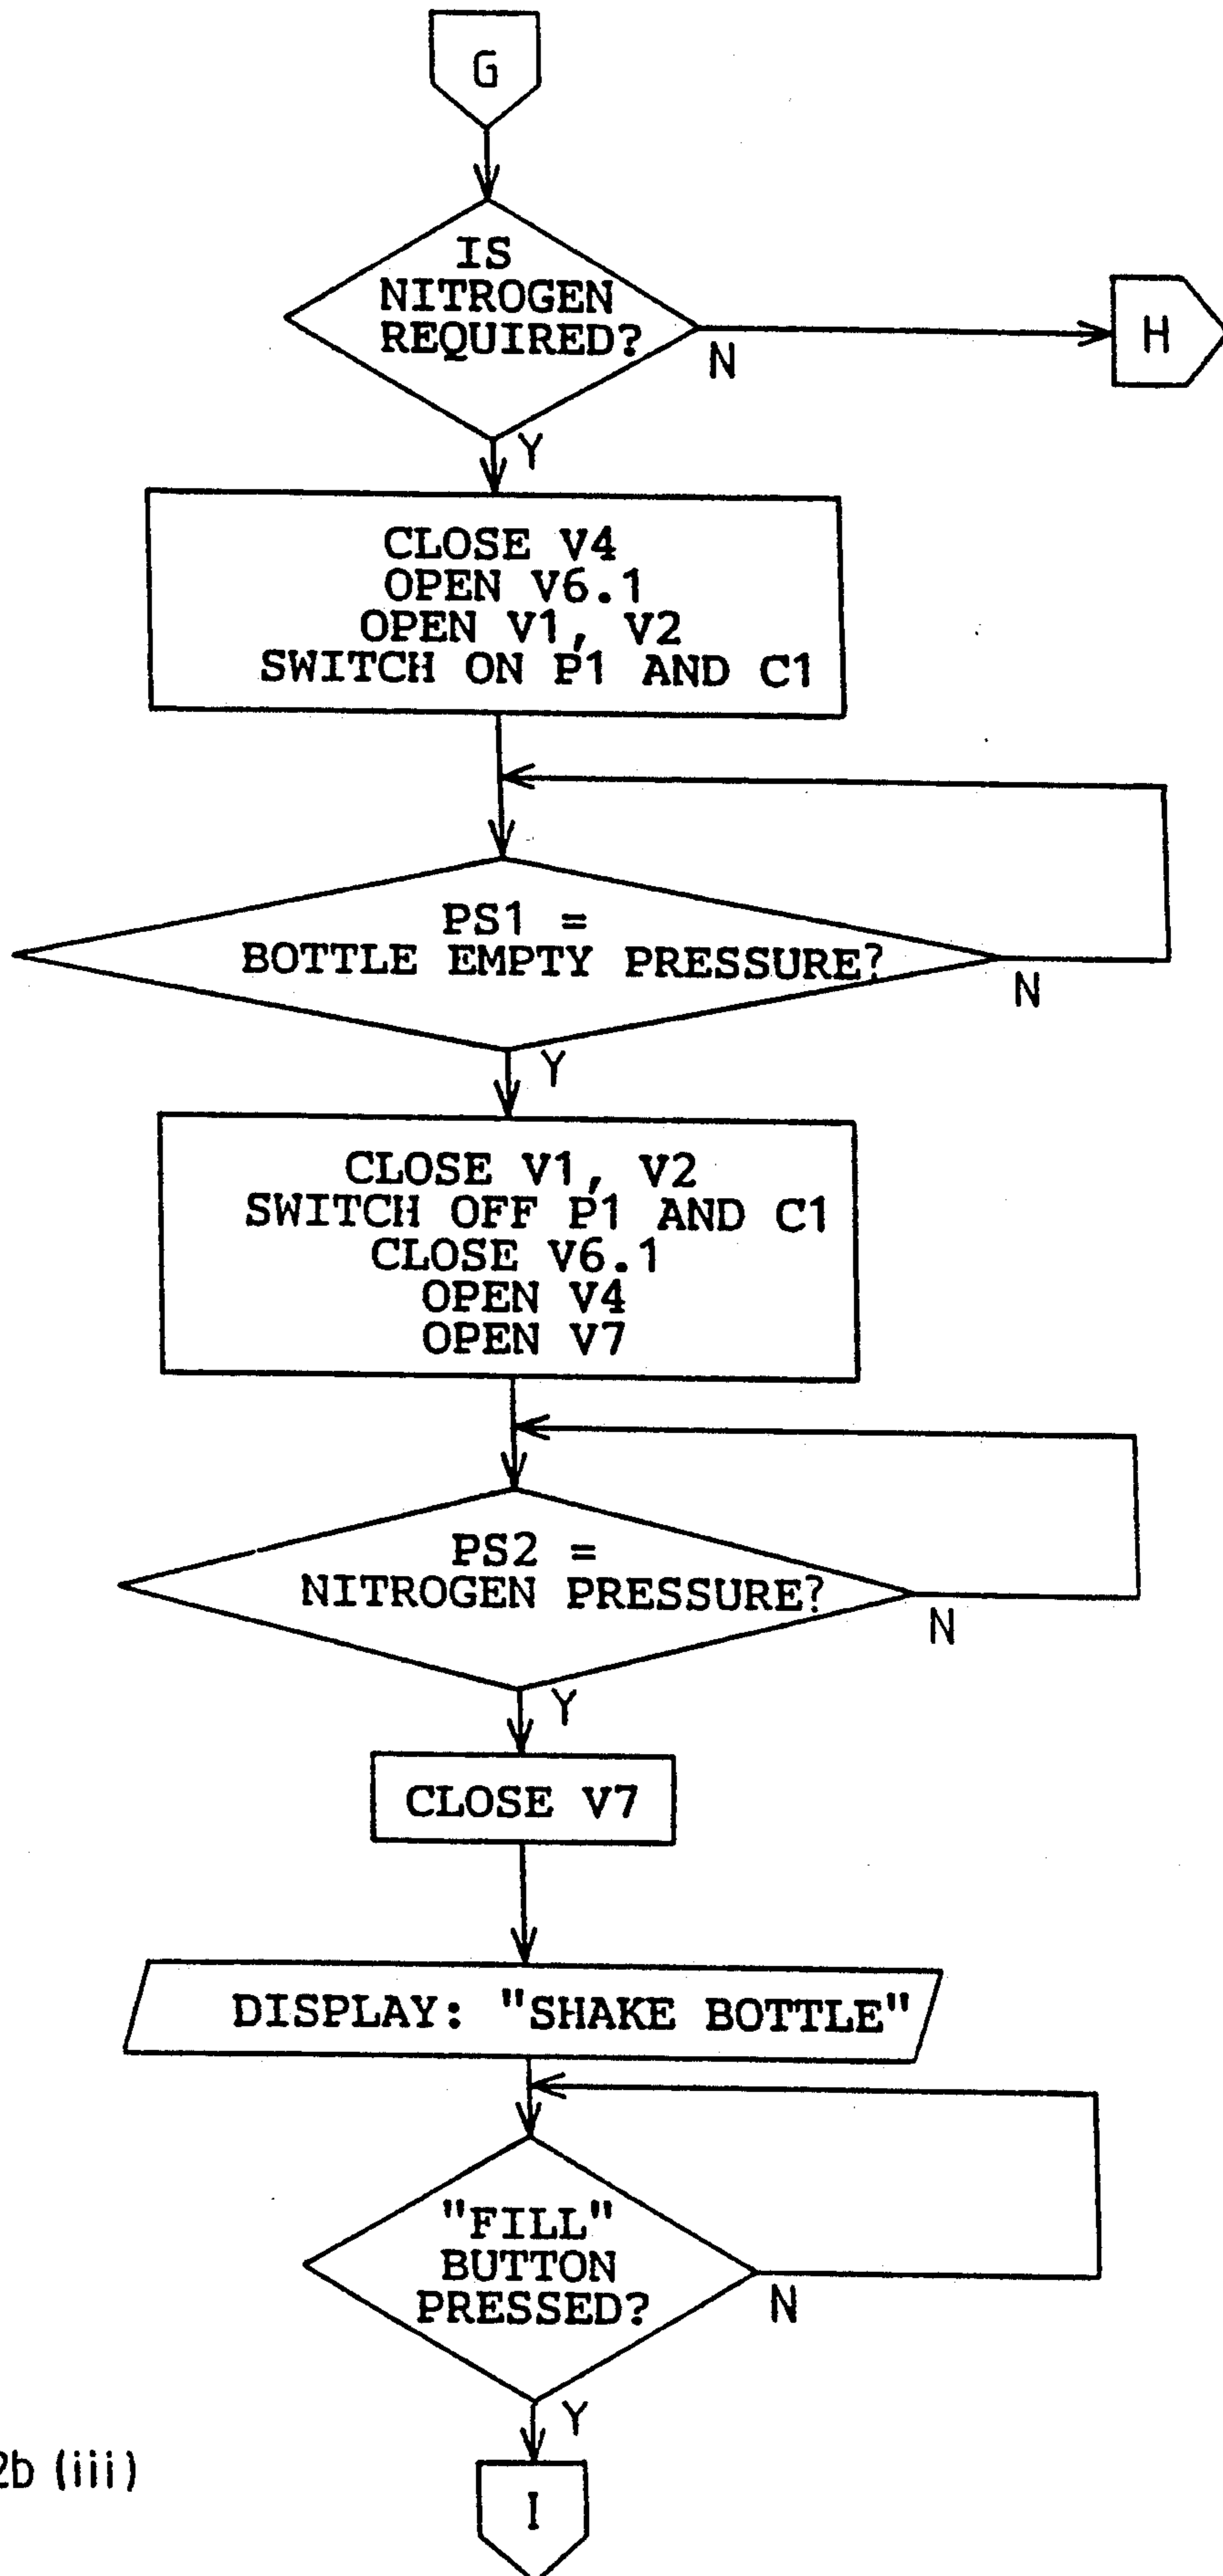 G
IS
NITROGEN
REQUIRED?
N
H
Y
CLOSE V4
OPEN V6.1
OPEN V1, V2
SWITCH ON P1 AND C1
PS1 =
BOTTLE EMPTY PRESSURE?
N
Y
CLOSE V1, V2
SWITCH OFF P1 AND C1
CLOSE V6.1
OPEN V4
OPEN V7
PS2 =
NITROGEN PRESSURE?
N
Y
CLOSE V7
DISPLAY: "SHAKE BOTTLE"
"FILL"
BUTTON
PRESSED?
N
Y
2b (iii)
I